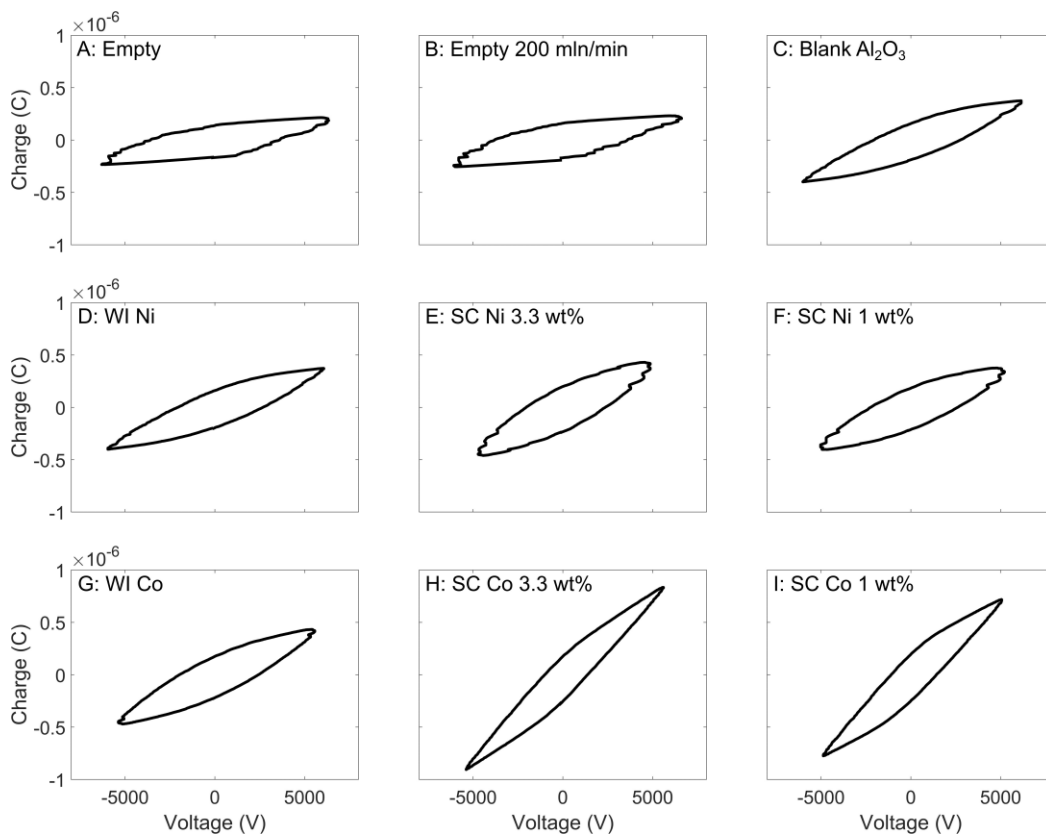 ×10⁻⁶
A: Empty
B: Empty 200 mln/min
C: Blank Al₂O₃
1
0.5
0
-0.5
-1
Charge (C)
×10⁻⁶
D: WI Ni
E: SC Ni 3.3 wt%
F: SC Ni 1 wt%
1
0.5
0
-0.5
-1
Charge (C)
×10⁻⁶
G: WI Co
H: SC Co 3.3 wt%
I: SC Co 1 wt%
1
0.5
0
-0.5
-1
Charge (C)
-5000 0 5000
-5000 0 5000
-5000 0 5000
Voltage (V)
Voltage (V)
Voltage (V)